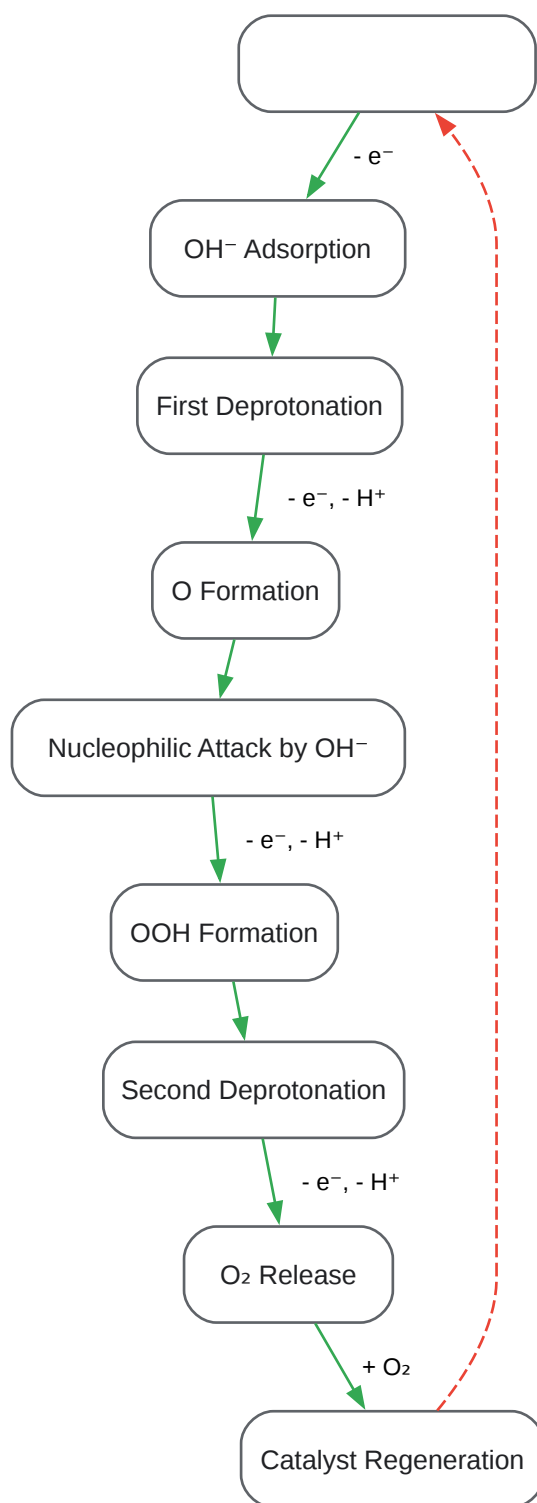 - e⁻
OH⁻ Adsorption
First Deprotonation
- e⁻, - H⁺
O Formation
Nucleophilic Attack by OH⁻
- e⁻, - H⁺
OOH Formation
Second Deprotonation
- e⁻, - H⁺
O₂ Release
+ O₂
Catalyst Regeneration